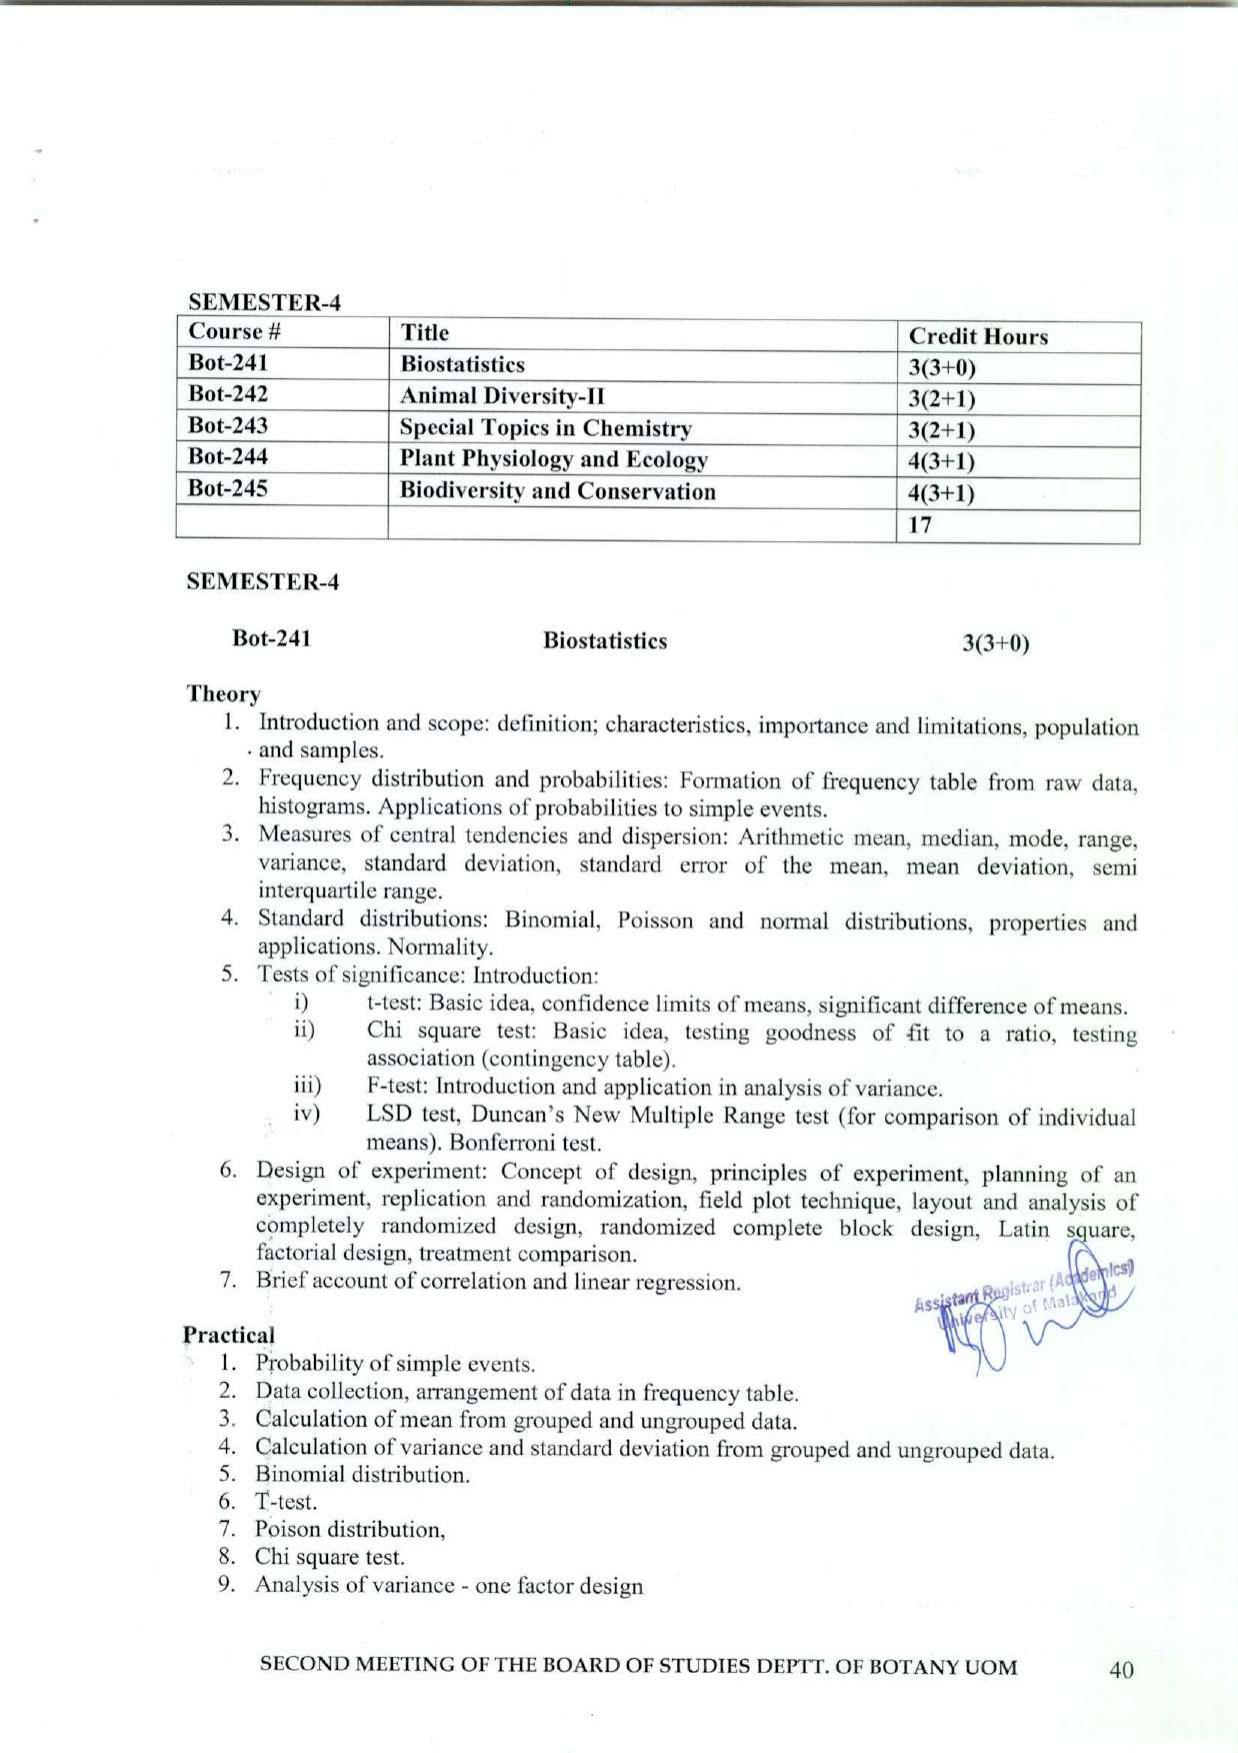 SEMESTER-4
Course # Title Credit Hours
Bot-241 Biostatistics 3(3+0)
Bot-242 Animal Diversity-II 3(2+1)
Bot-243 Special Topics in Chemistry 3(2+1)
Bot-244 Plant Physiology and Ecology 4(3+1)
Bot-245 Biodiversity and Conservation 4(3+1)
17
SEMESTER-4
Bot-241 Biostatistics 3(3+0)
Theory
1. Introduction and scope: definition; characteristics, importance and limitations, population
and samples.
2. Frequency distribution and probabilities: Formation of frequency table from raw data,
histograms. Applications of probabilities to simple events.
3. Measures of central tendencies and dispersion: Arithmetic mean, median, mode, range,
variance, standard deviation, standard error of the mean, mean deviation, semi
interquartile range.
4. Standard distributions: Binomial, Poisson and normal distributions, properties and
applications. Normality.
5. Tests of significance: Introduction:
i) t-test: Basic idea, confidence limits of means, significant difference of means.
ii) Chi square test: Basic idea, testing goodness of fit to a ratio, testing
association (contingency table).
iii) F-test: Introduction and application in analysis of variance.
iv) LSD test, Duncan's New Multiple Range test (for comparison of individual
means). Bonferroni test.
6. Design of experiment: Concept of design, principles of experiment, planning of an
experiment, replication and randomization, field plot technique, layout and analysis of
completely randomized design, randomized complete block design, Latin square,
factorial design, treatment comparison.
7. Brief account of correlation and linear regression.
Assistant Registrar (Academics)
University of Malakand
Practical
1. Probability of simple events.
2. Data collection, arrangement of data in frequency table.
3. Calculation of mean from grouped and ungrouped data.
4. Calculation of variance and standard deviation from grouped and ungrouped data.
5. Binomial distribution.
6. T-test.
7. Poison distribution,
8. Chi square test.
9. Analysis of variance - one factor design
SECOND MEETING OF THE BOARD OF STUDIES DEPTT. OF BOTANY UOM 40